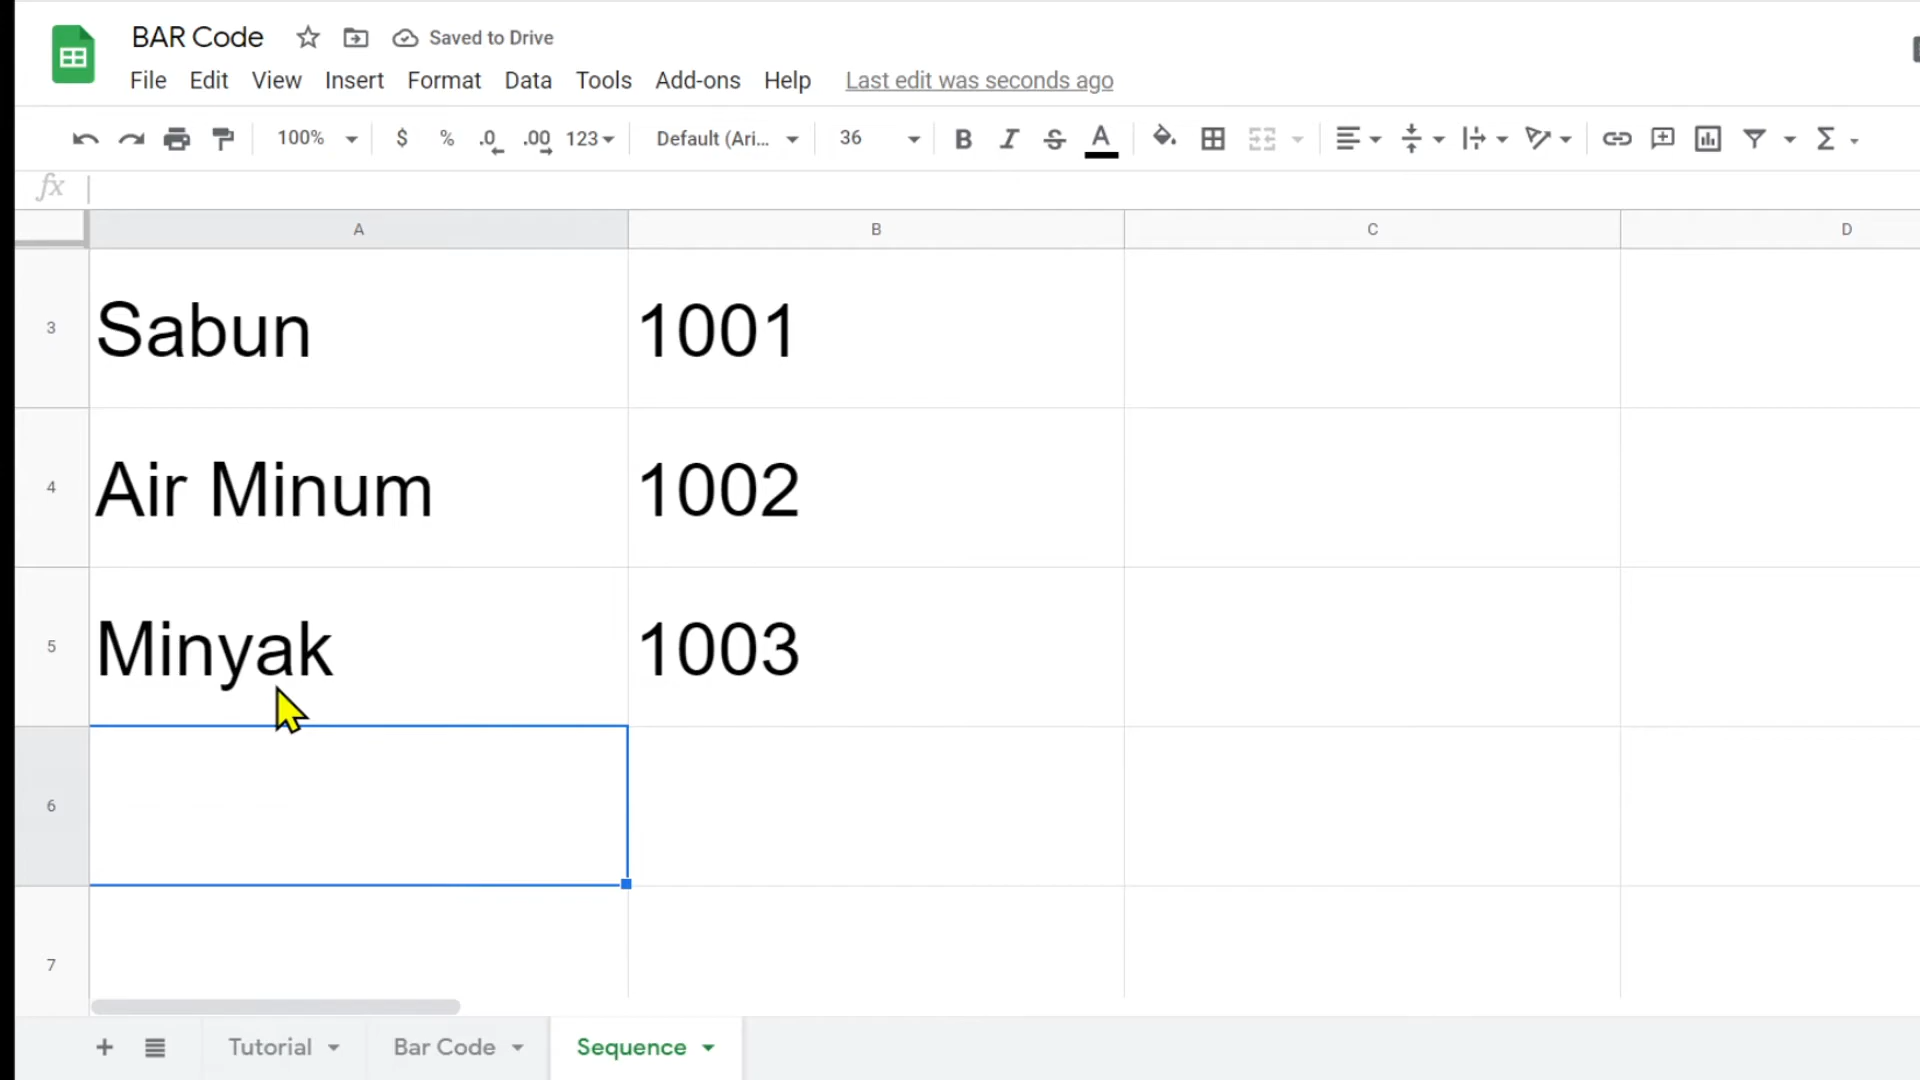 BAR Code Saved to Drive
File Edit View Insert Format Data Tools Add-ons Help Last edit was seconds ago
100% $ % .0 .00 123 Default (Ari... 36 B I S A Σ
fx
A B C D
3 Sabun 1001
4 Air Minum 1002
5 Minyak 1003
6
7
+ Tutorial Bar Code Sequence